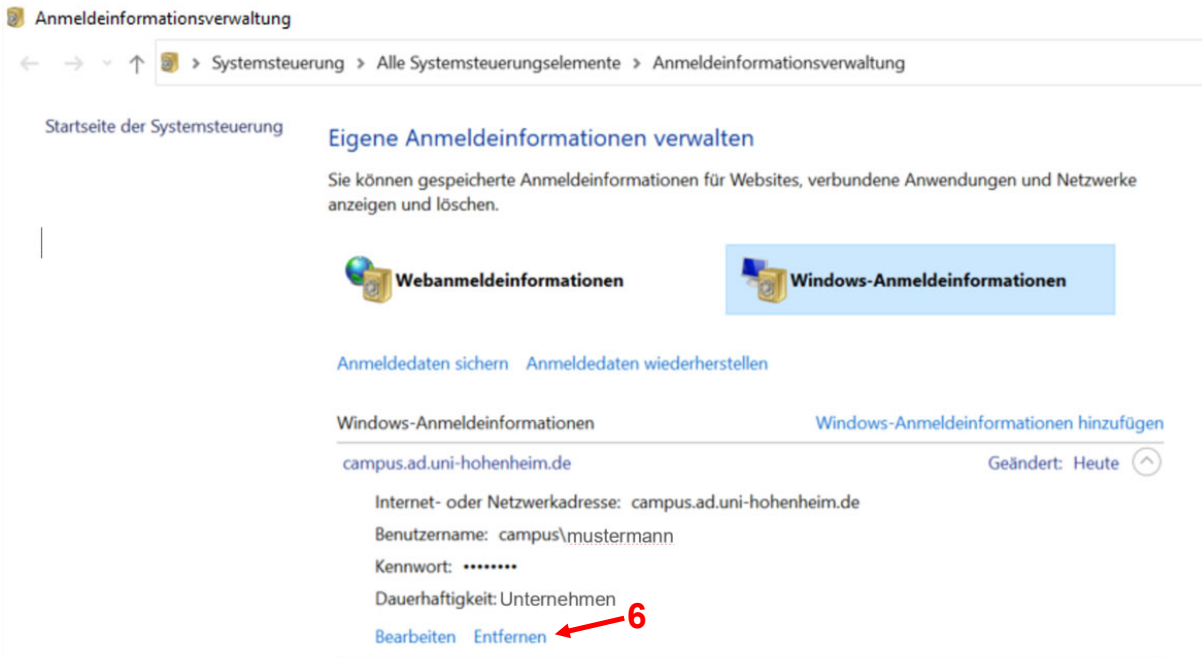 Anmeldeinformationsverwaltung
Systemsteuerung > Alle Systemsteuerungselemente > Anmeldeinformationsverwaltung
Startseite der Systemsteuerung
Eigene Anmeldeinformationen verwalten
Sie können gespeicherte Anmeldeinformationen für Websites, verbundene Anwendungen und Netzwerke
anzeigen und löschen.
Webanmeldeinformationen
Windows-Anmeldeinformationen
Anmeldedaten sichern Anmeldedaten wiederherstellen
Windows-Anmeldeinformationen Windows-Anmeldeinformationen hinzufügen
campus.ad.uni-hohenheim.de Geändert: Heute
Internet- oder Netzwerkadresse: campus.ad.uni-hohenheim.de
Benutzername: campus\mustermann
Kennwort: ••••••••
Dauerhaftigkeit: Unternehmen
Bearbeiten Entfernen 6